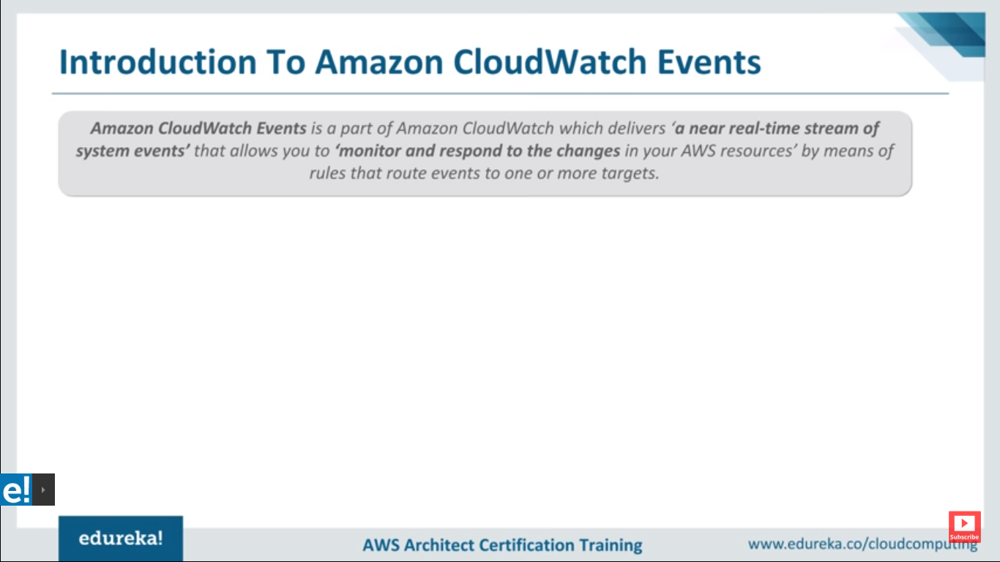 Introduction To Amazon CloudWatch Events
Amazon CloudWatch Events is a part of Amazon CloudWatch which delivers ‘a near real-time stream of
system events’ that allows you to ‘monitor and respond to the changes in your AWS resources’ by means of
rules that route events to one or more targets.
e!
edureka!
AWS Architect Certification Training
www.edureka.co/cloudcomputing
Subscribe